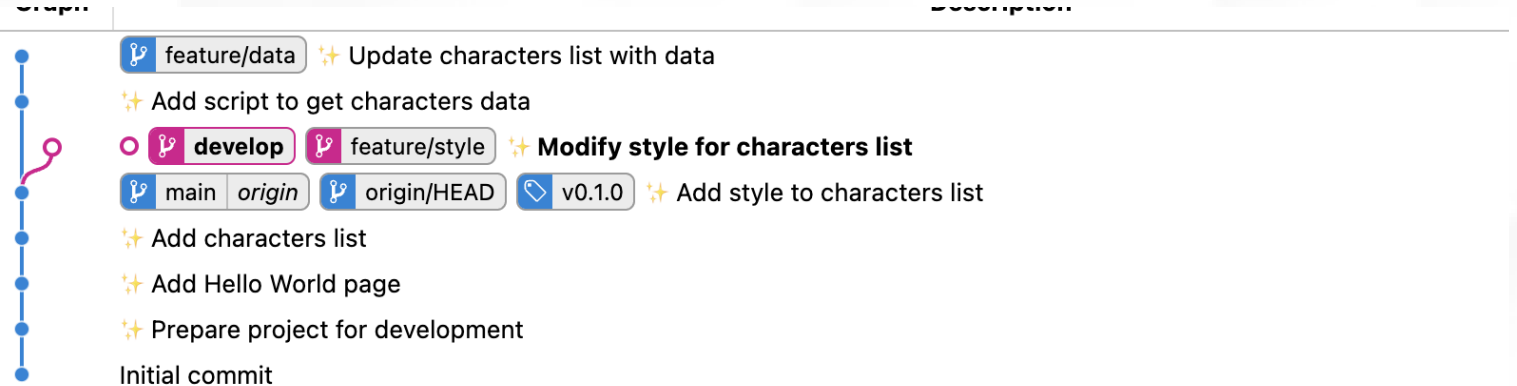 Graph Description
feature/data ✨ Update characters list with data
✨ Add script to get characters data
develop feature/style ✨ Modify style for characters list
main origin origin/HEAD v0.1.0 ✨ Add style to characters list
✨ Add characters list
✨ Add Hello World page
✨ Prepare project for development
Initial commit